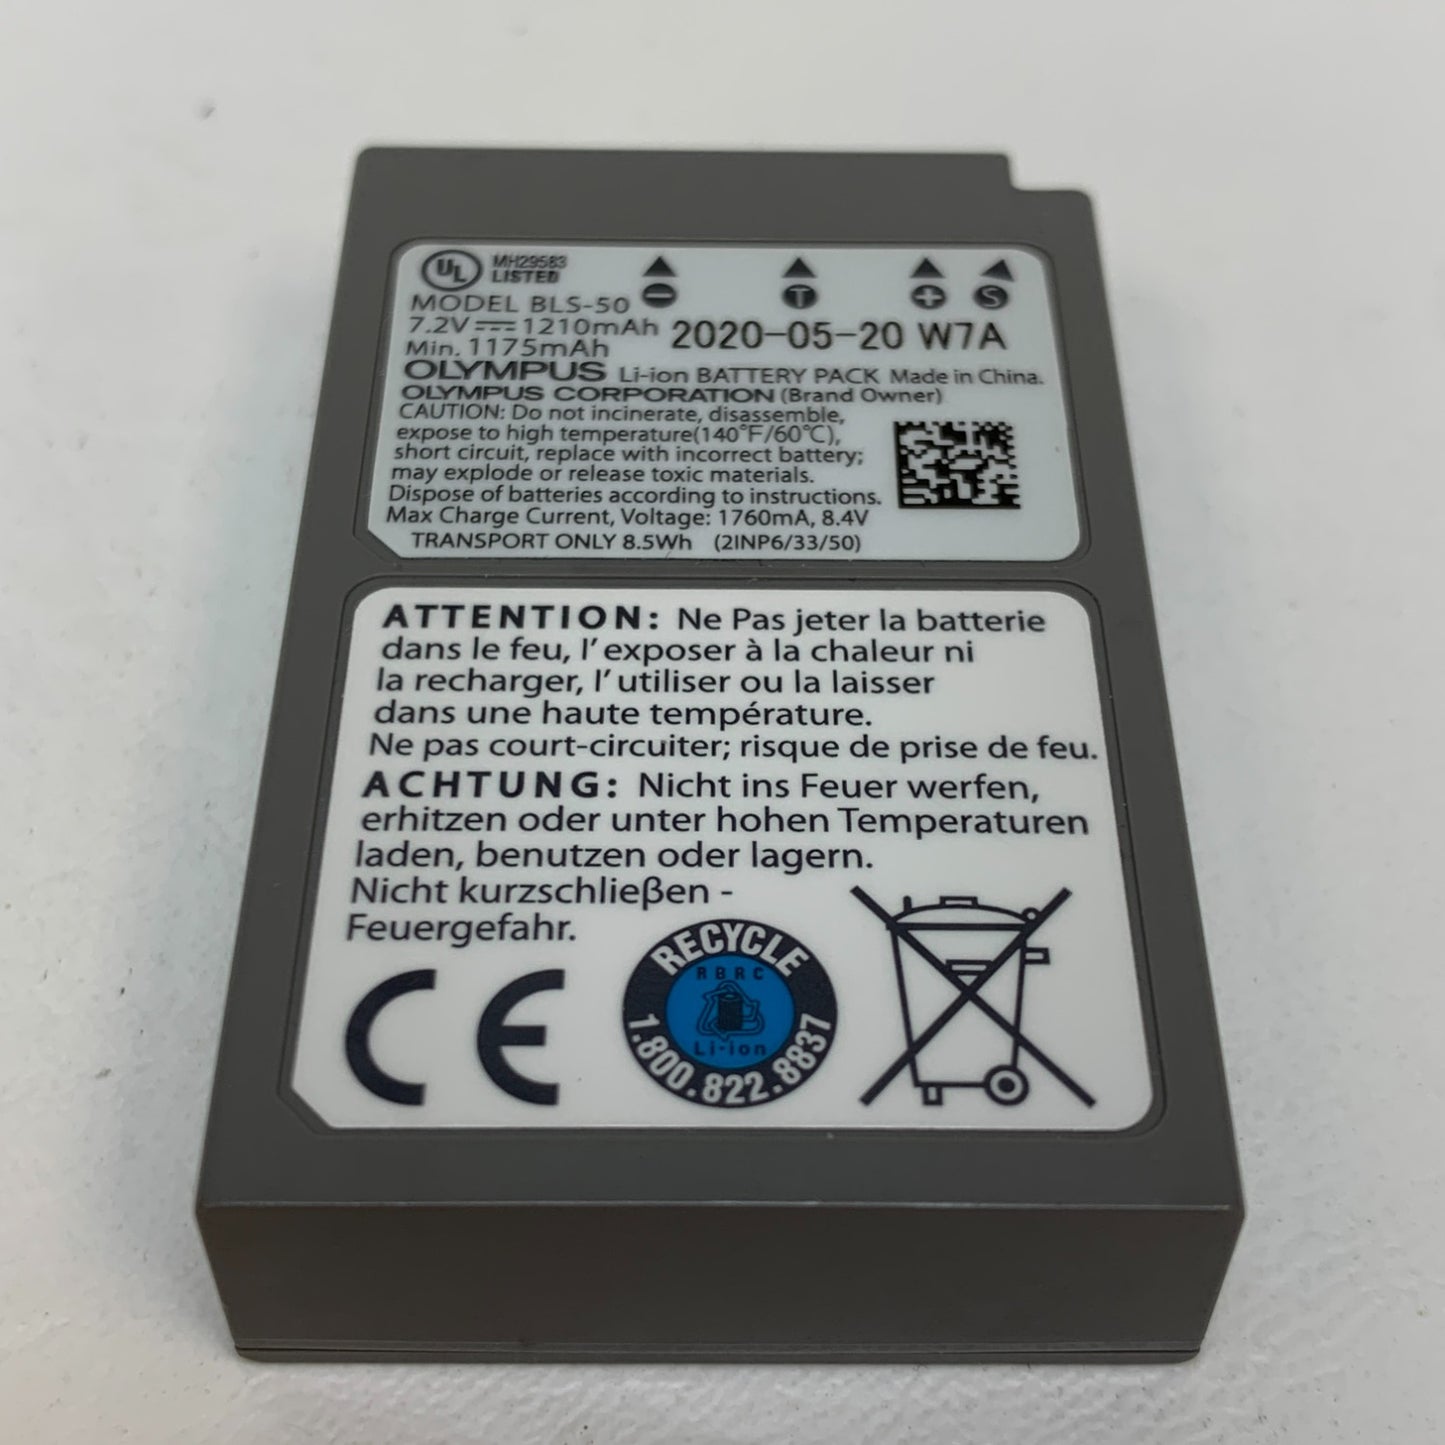 UL MH29583
LISTED
MODEL BLS-50
− T + S
7.2V⎓1210mAh
Min. 1175mAh
2020-05-20 W7A
OLYMPUS Li-ion BATTERY PACK Made in China.
OLYMPUS CORPORATION (Brand Owner)
CAUTION: Do not incinerate, disassemble,
expose to high temperature(140°F/60°C),
short circuit, replace with incorrect battery;
may explode or release toxic materials.
Dispose of batteries according to instructions.
Max Charge Current, Voltage: 1760mA, 8.4V
TRANSPORT ONLY 8.5Wh (2INP6/33/50)
ATTENTION: Ne Pas jeter la batterie
dans le feu, l'exposer à la chaleur ni
la recharger, l'utiliser ou la laisser
dans une haute température.
Ne pas court-circuiter; risque de prise de feu.
ACHTUNG: Nicht ins Feuer werfen,
erhitzen oder unter hohen Temperaturen
laden, benutzen oder lagern.
Nicht kurzschließen -
Feuergefahr.
CE
RECYCLE
RBRC
Li-ion
1.800.822.8837